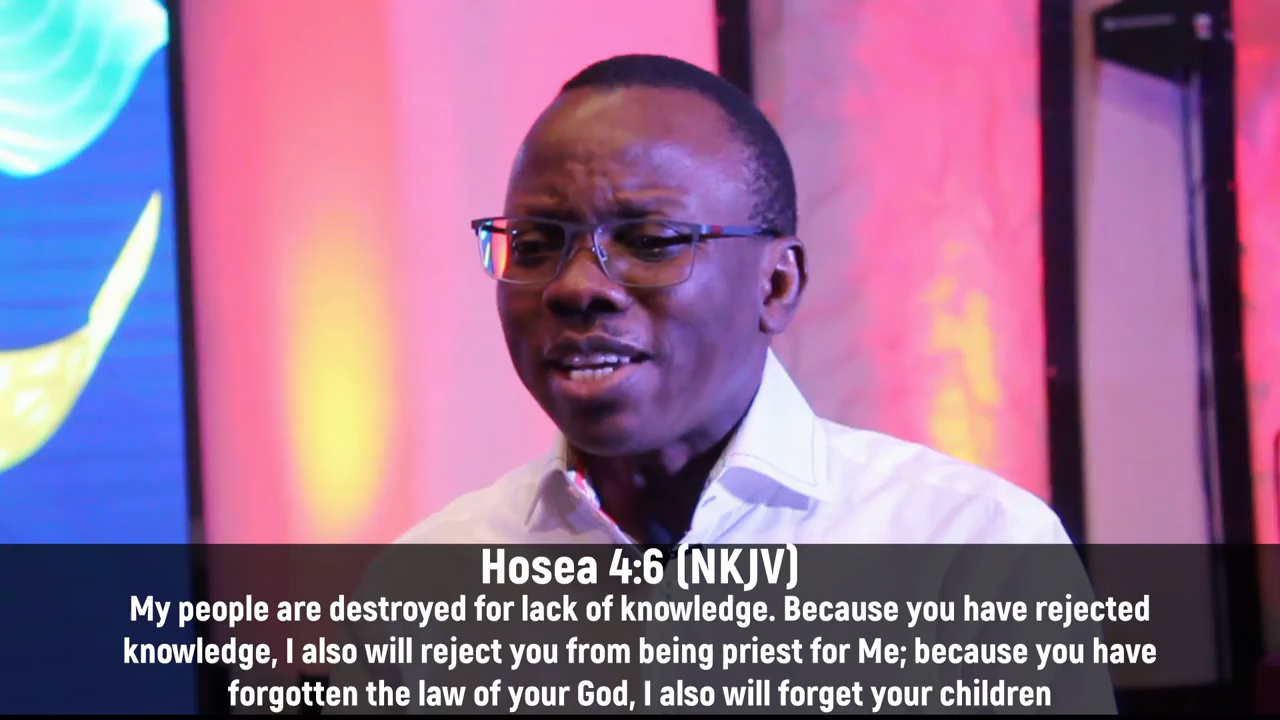 Hosea 4:6 (NKJV)
My people are destroyed for lack of knowledge. Because you have rejected
knowledge, I also will reject you from being priest for Me; because you have
forgotten the law of your God, I also will forget your children